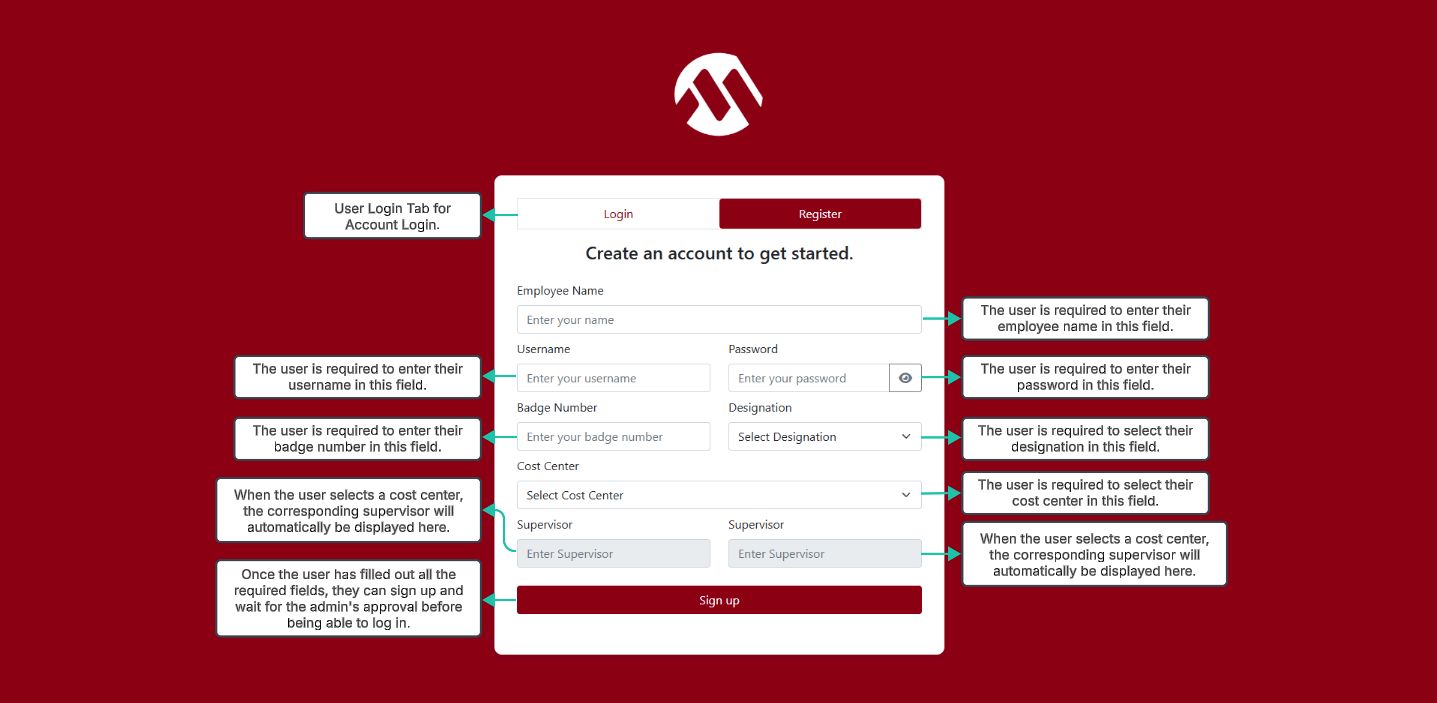 User Login Tab for
Account Login.
Login
Register
Create an account to get started.
Employee Name
Enter your name
The user is required to enter their
employee name in this field.
Username
Password
The user is required to enter their
username in this field.
Enter your username
Enter your password
The user is required to enter their
password in this field.
Badge Number
Designation
The user is required to enter their
badge number in this field.
Enter your badge number
Select Designation
The user is required to select their
designation in this field.
Cost Center
Select Cost Center
The user is required to select their
cost center in this field.
When the user selects a cost center,
the corresponding supervisor will
automatically be displayed here.
Supervisor
Supervisor
Enter Supervisor
Enter Supervisor
When the user selects a cost center,
the corresponding supervisor will
automatically be displayed here.
Once the user has filled out all the
required fields, they can sign up and
wait for the admin's approval before
being able to log in.
Sign up